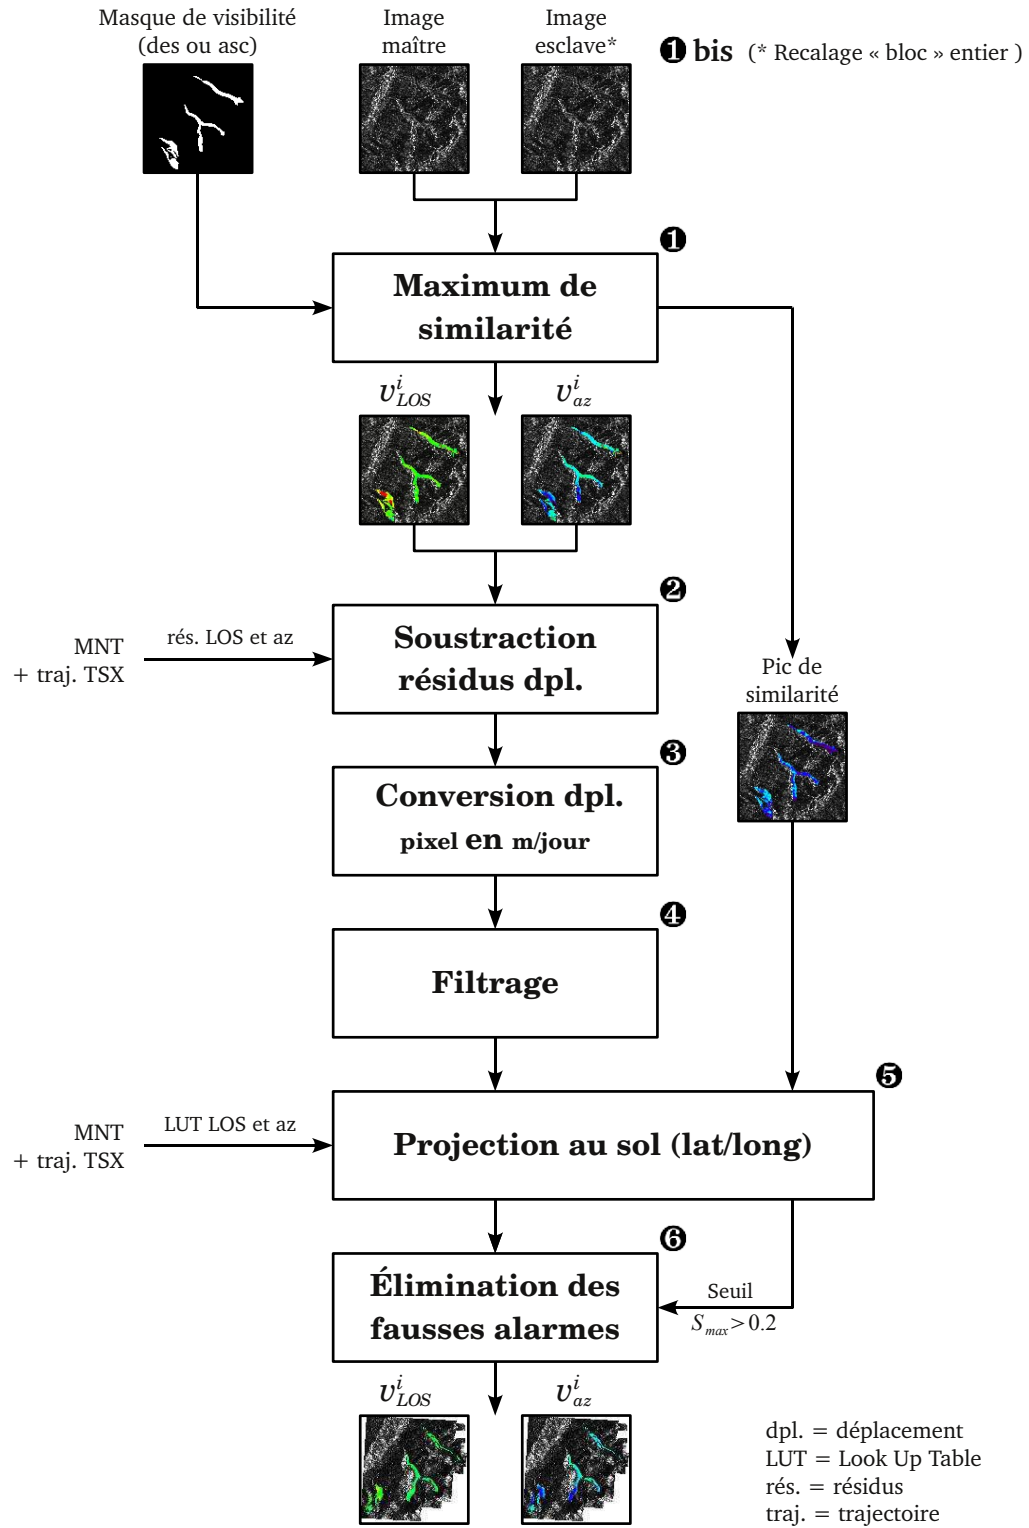 Masque de visibilité
(des ou asc)
Image
maître
Image
esclave*
❶ bis (* Recalage « bloc » entier )
❶
Maximum de
similarité
v^i_LOS
v^i_az
❷
MNT
+ traj. TSX
rés. LOS et az
Soustraction
résidus dpl.
Pic de
similarité
❸
Conversion dpl.
pixel en m/jour
❹
Filtrage
❺
MNT
+ traj. TSX
LUT LOS et az
Projection au sol (lat/long)
❻
Élimination des
fausses alarmes
Seuil
S_max>0.2
v^i_LOS
v^i_az
dpl. = déplacement
LUT = Look Up Table
rés. = résidus
traj. = trajectoire